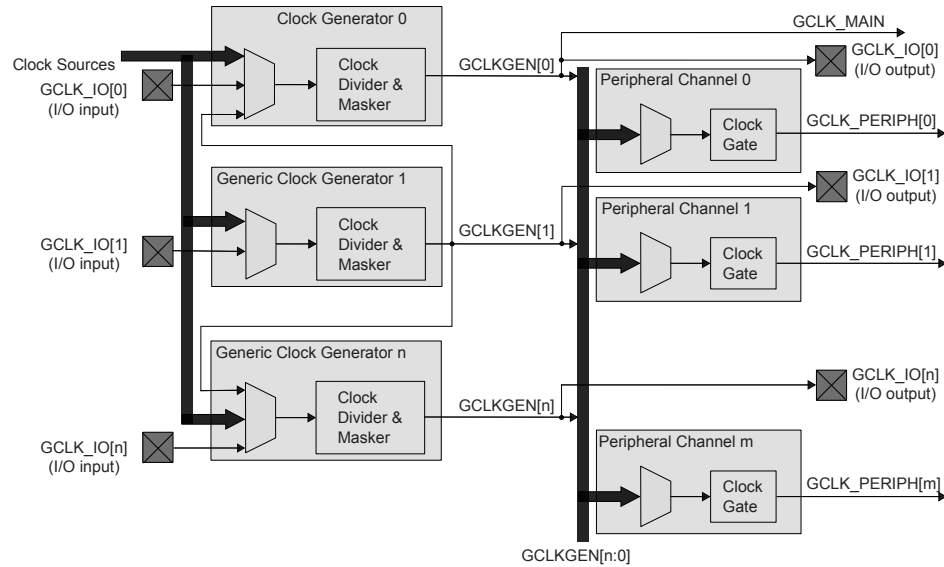 Clock Generator 0
GCLK_MAIN
Clock Sources
GCLK_IO[0]
(I/O input)
Clock
Divider &
Masker
GCLKGEN[0]
GCLK_IO[0]
(I/O output)
Peripheral Channel 0
Clock
Gate
GCLK_PERIPH[0]
Generic Clock Generator 1
GCLK_IO[1]
(I/O input)
Clock
Divider &
Masker
GCLKGEN[1]
GCLK_IO[1]
(I/O output)
Peripheral Channel 1
Clock
Gate
GCLK_PERIPH[1]
Generic Clock Generator n
GCLK_IO[n]
(I/O input)
Clock
Divider &
Masker
GCLKGEN[n]
GCLK_IO[n]
(I/O output)
Peripheral Channel m
Clock
Gate
GCLK_PERIPH[m]
GCLKGEN[n:0]